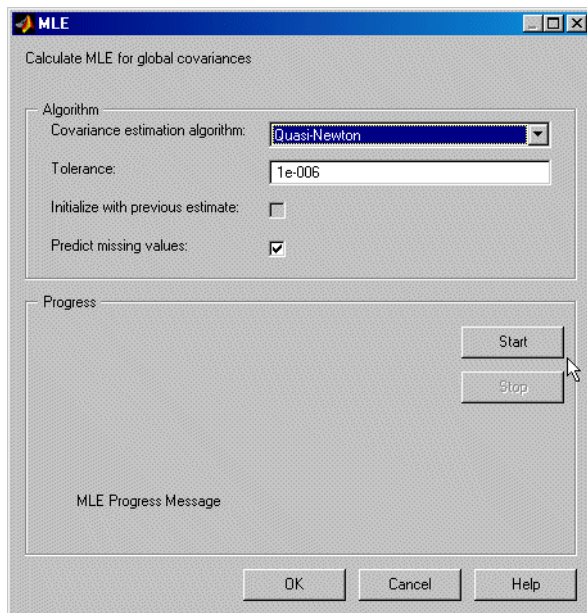 MLE
Calculate MLE for global covariances
Algorithm
Covariance estimation algorithm: Quasi-Newton
Tolerance: 1e-006
Initialize with previous estimate:
Predict missing values:
Progress
Start
Stop
MLE Progress Message
OK Cancel Help